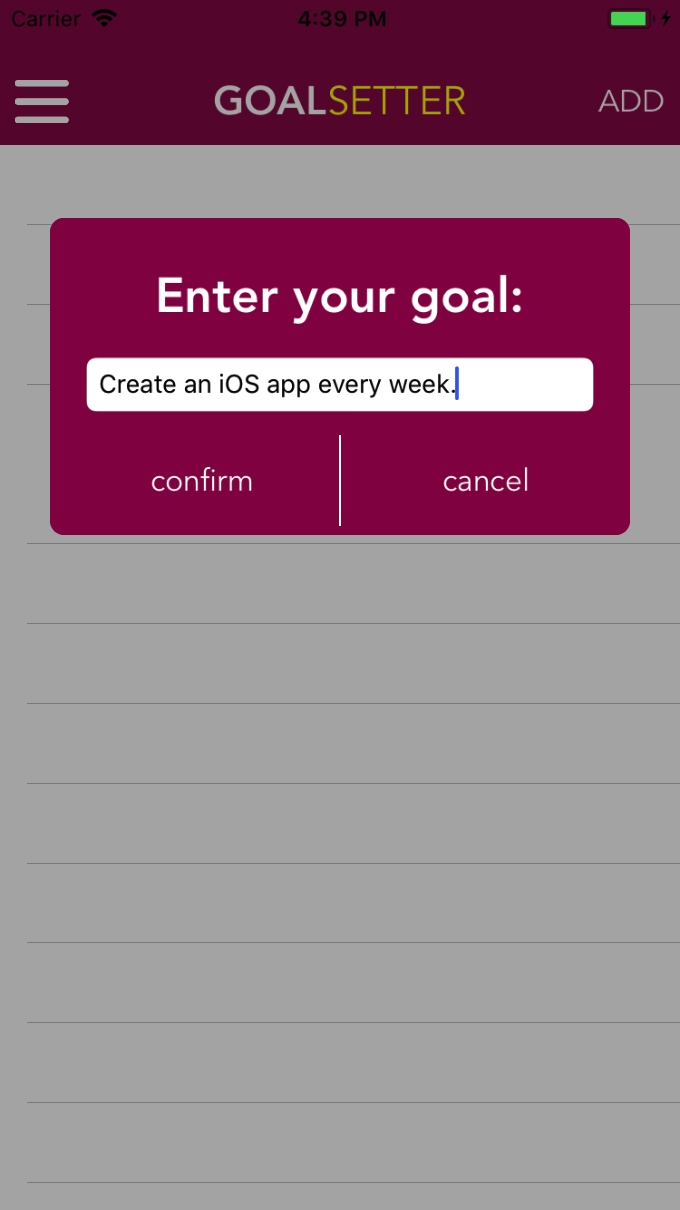 Carrier 4:39 PM
GOALSETTER ADD
Enter your goal:
Create an iOS app every week.
confirm cancel